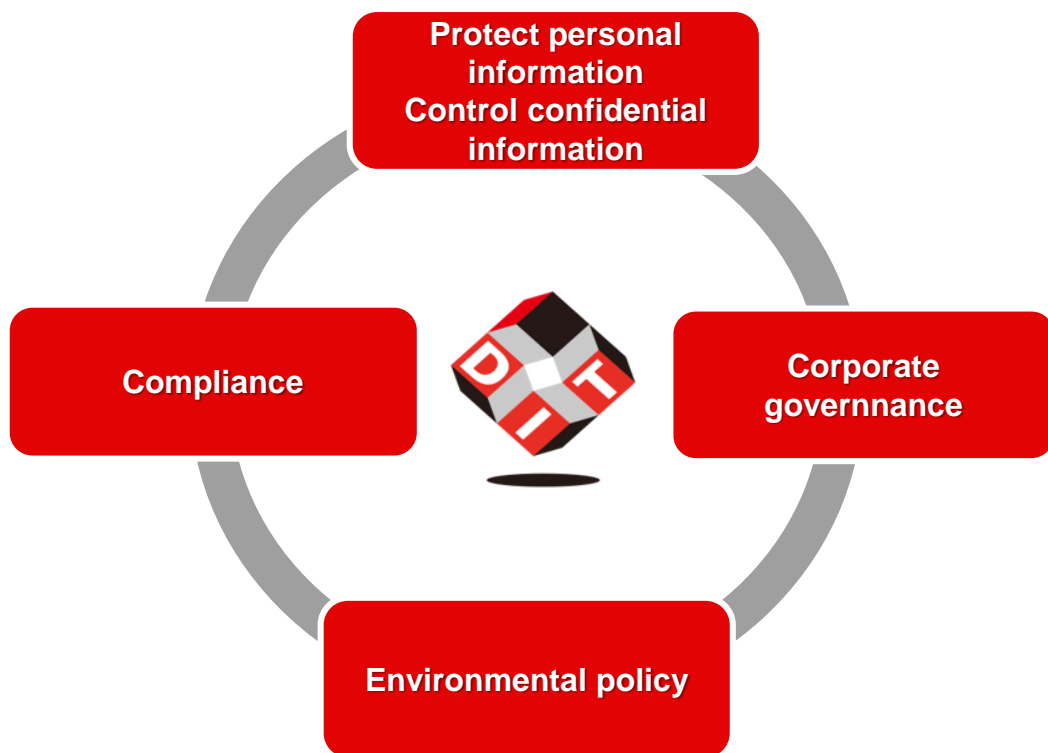 Protect personal
information
Control confidential
information
Compliance
D I T
Corporate
governnance
Environmental policy